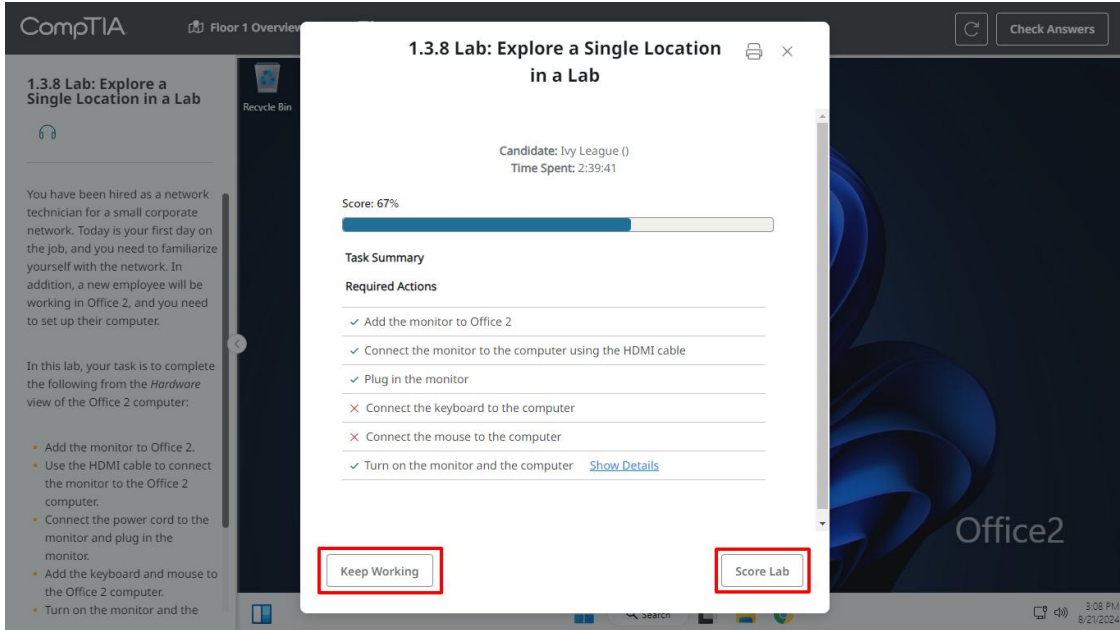 CompTIA
Floor 1 Overview
Check Answers
1.3.8 Lab: Explore a Single Location in a Lab
You have been hired as a network
technician for a small corporate
network. Today is your first day on
the job, and you need to familiarize
yourself with the network. In
addition, a new employee will be
working in Office 2, and you need
to set up their computer.
In this lab, your task is to complete
the following from the Hardware
view of the Office 2 computer:
• Add the monitor to Office 2.
• Use the HDMI cable to connect
the monitor to the Office 2
computer.
• Connect the power cord to the
monitor and plug in the
monitor.
• Add the keyboard and mouse to
the Office 2 computer.
• Turn on the monitor and the
Recycle Bin
1.3.8 Lab: Explore a Single Location
in a Lab
Candidate: Ivy League ()
Time Spent: 2:39:41
Score: 67%
Task Summary
Required Actions
Add the monitor to Office 2
Connect the monitor to the computer using the HDMI cable
Plug in the monitor
Connect the keyboard to the computer
Connect the mouse to the computer
Turn on the monitor and the computer Show Details
Keep Working
Score Lab
Office2
Search
3:08 PM
8/21/2024